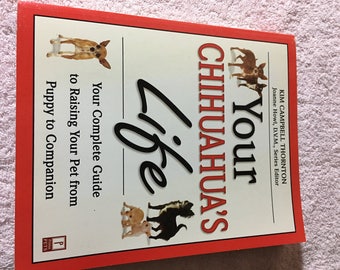 KIM CAMPBELL THORNTON
Joanne Howl, D.V.M., Series Editor
Your
CHIHUAHUA'S
Life
Your Complete Guide
to Raising Your Pet from
Puppy to Companion